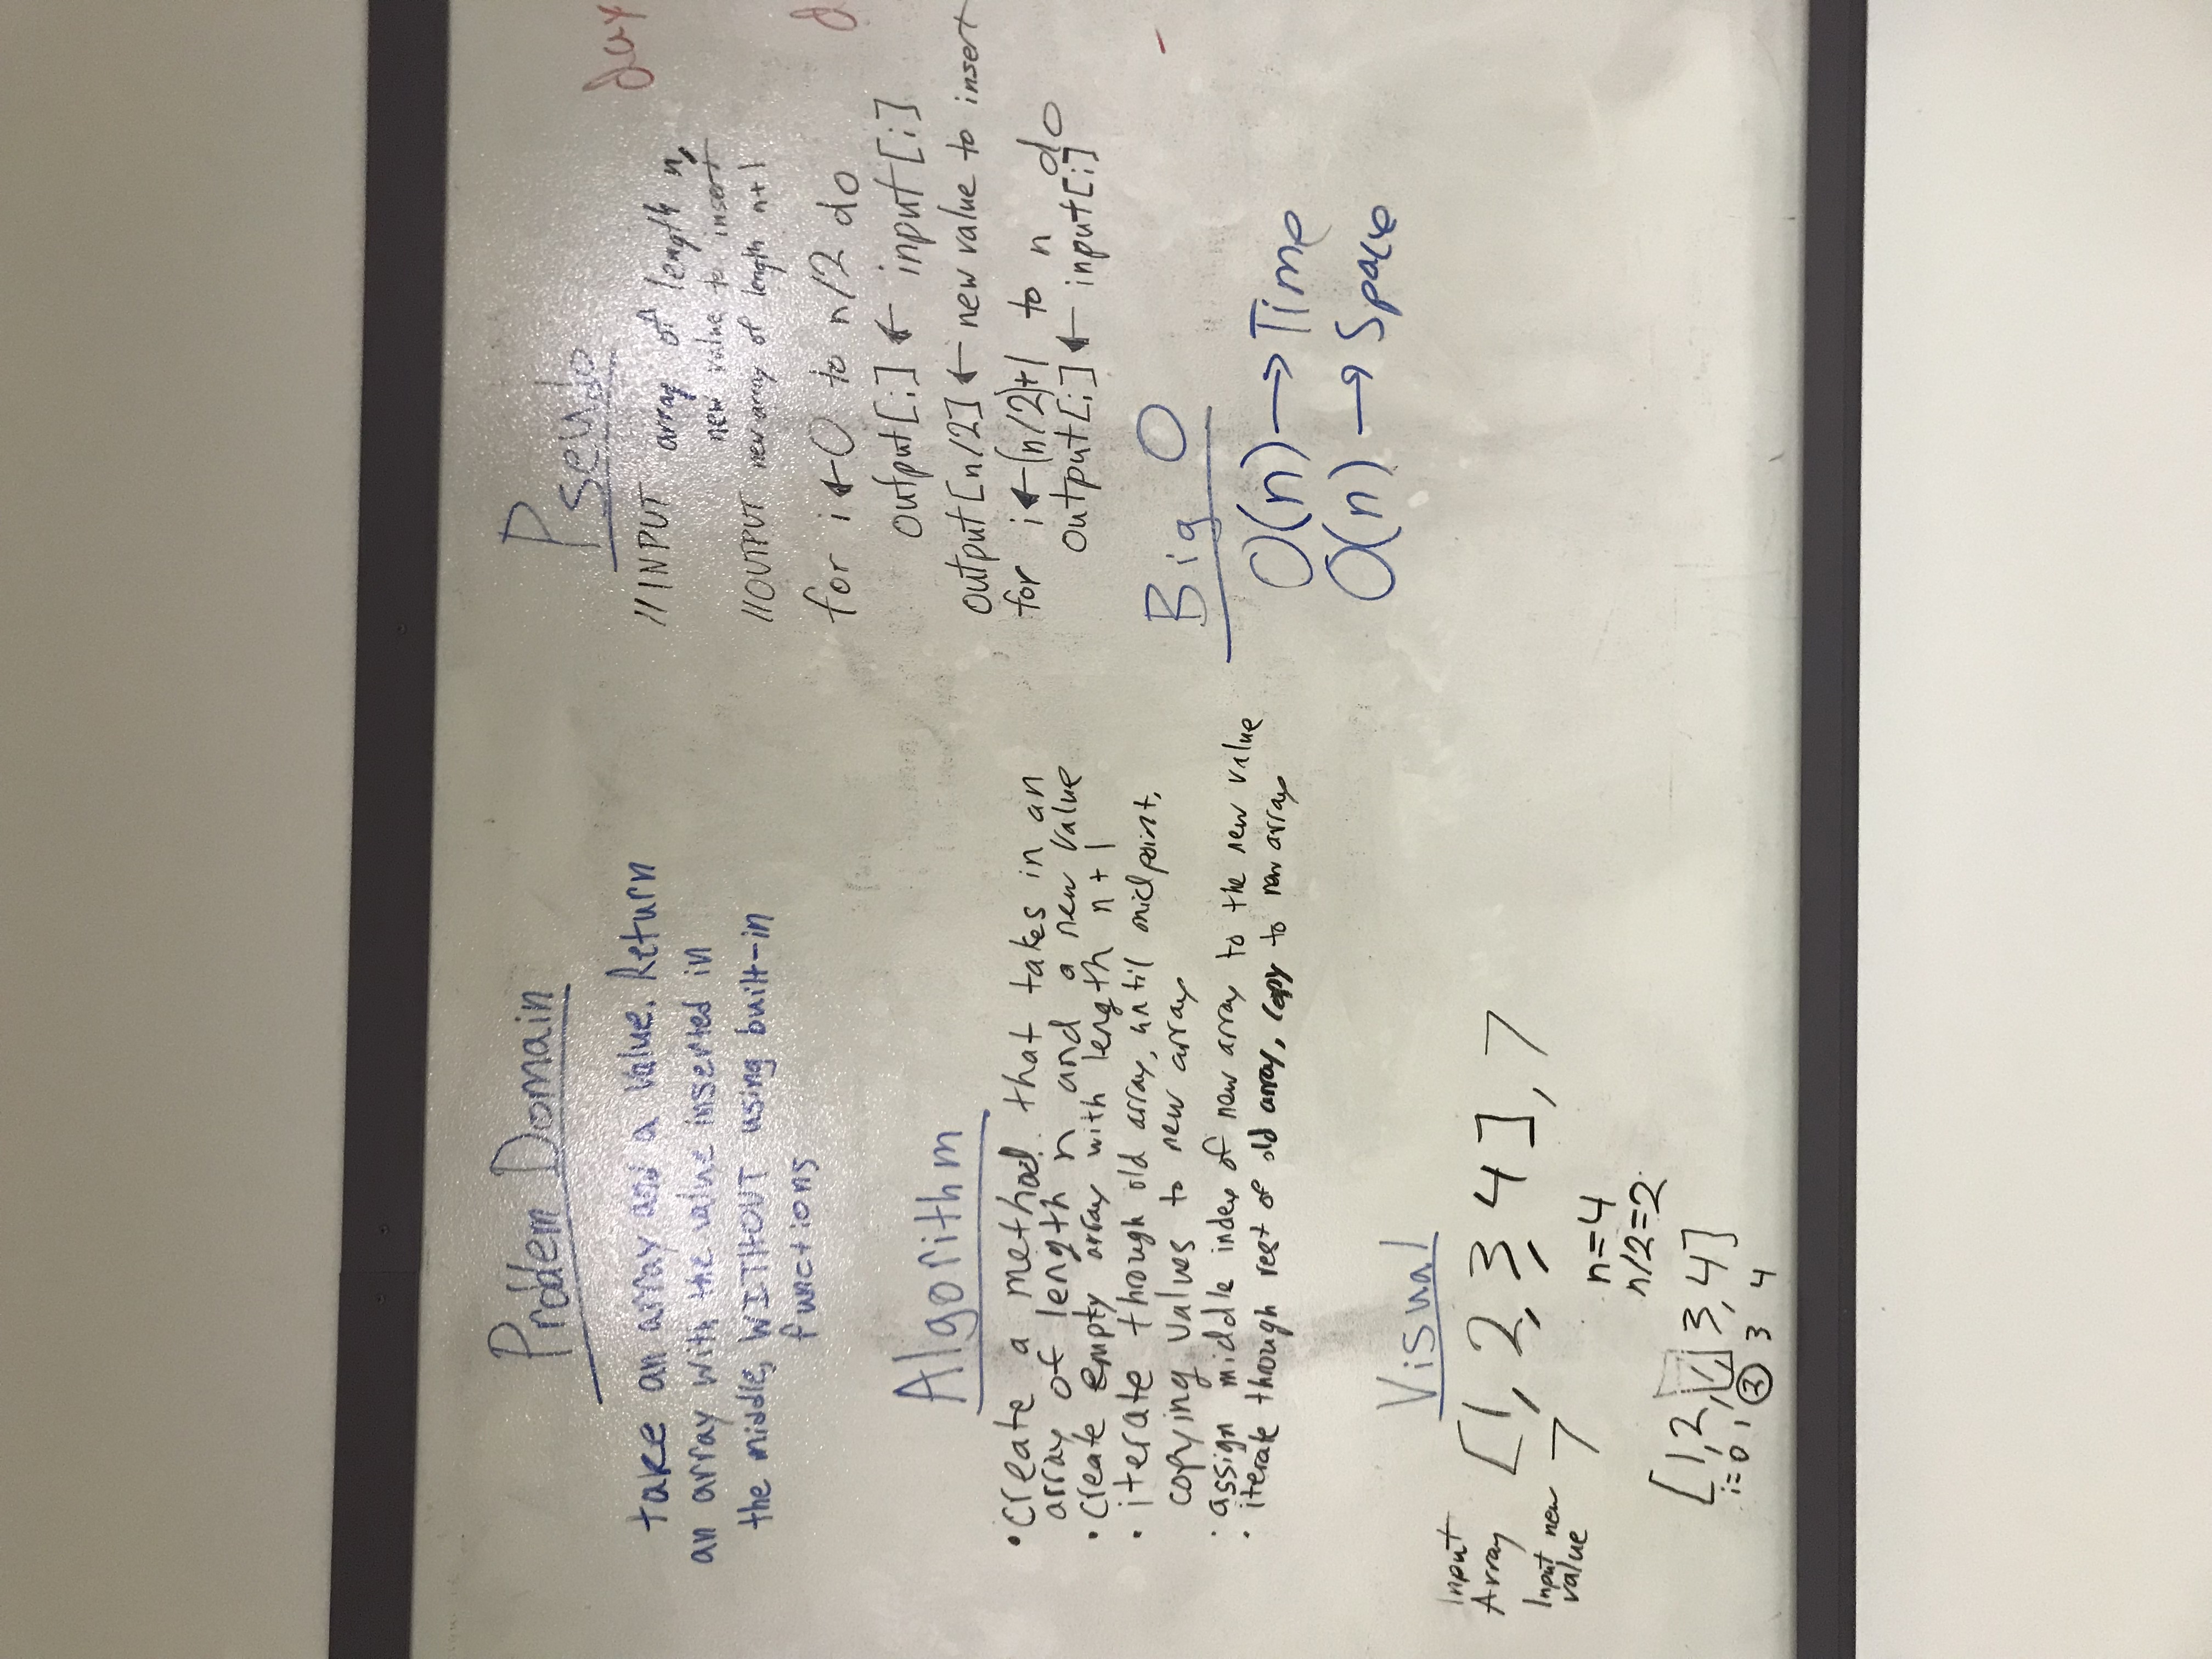 Problem Domain
take an array and a value. Return
an array with the value inserted in
the middle, WITHOUT using built-in
functions
Algorithm
• create a method that takes in an
array of length n and a new value
• create empty array with length n + 1
• iterate through old array, until midpoint,
copying values to new array
• assign middle index of new array to the new value
• iterate through rest of old array, copy to new array
Visual
Input
Array [1, 2, 3, 4], 7
Input new
value 7
n=4
n/2=2
[1,2, , 3, 4]
i=0 1 2 3 4
Pseudo
//INPUT array of length n,
new value to insert
//OUTPUT new array of length n+1
for i ← 0 to n/2 do
output[i] ← input[i]
output[n/2] ← new value to insert
for i ← (n/2)+1 to n do
output[i] ← input[i]
Big O
O(n) → Time
O(n) → Space